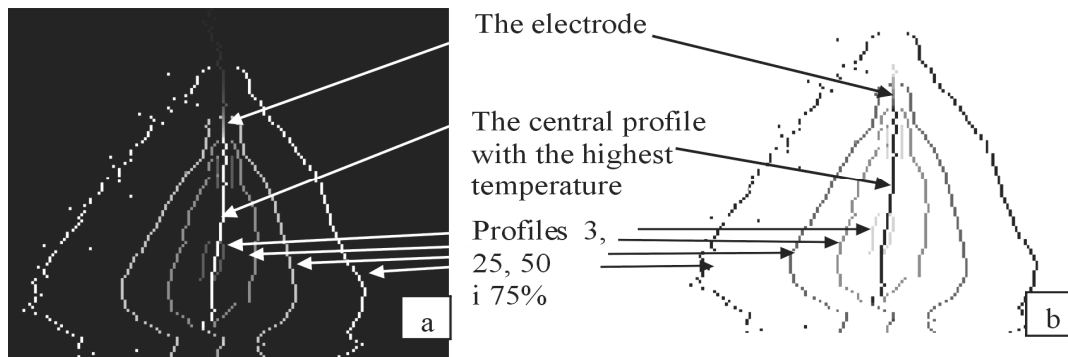 The electrode
The central profile
with the highest
temperature
Profiles 3,
25, 50
i 75%
a
b